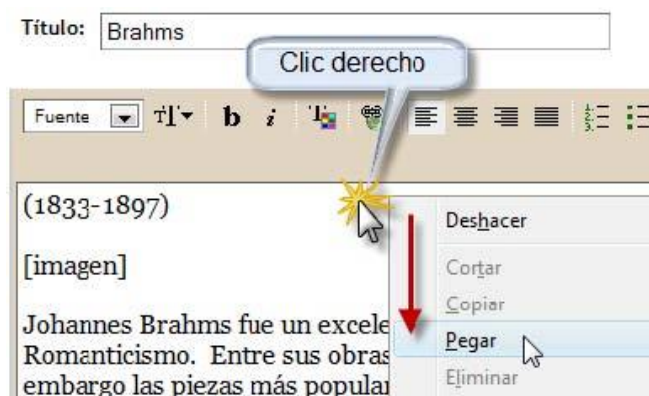 Título: Brahms
Clic derecho
Fuente
(1833-1897)
[imagen]
Johannes Brahms fue un excele
Romanticismo. Entre sus obras
embargo las piezas más popular
Deshacer
Cortar
Copiar
Pegar
Eliminar